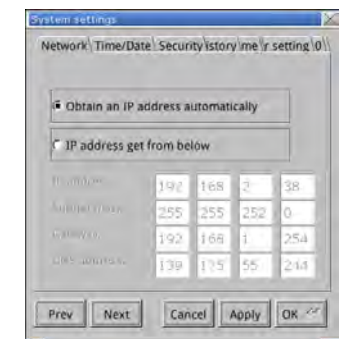 System settings
Network Time/Date Security istory me r setting 0
Obtain an IP address automatically
IP address get from below
192 168 2 38
255 255 252 0
192 168 1 254
139 175 55 244
Prev Next Cancel Apply OK